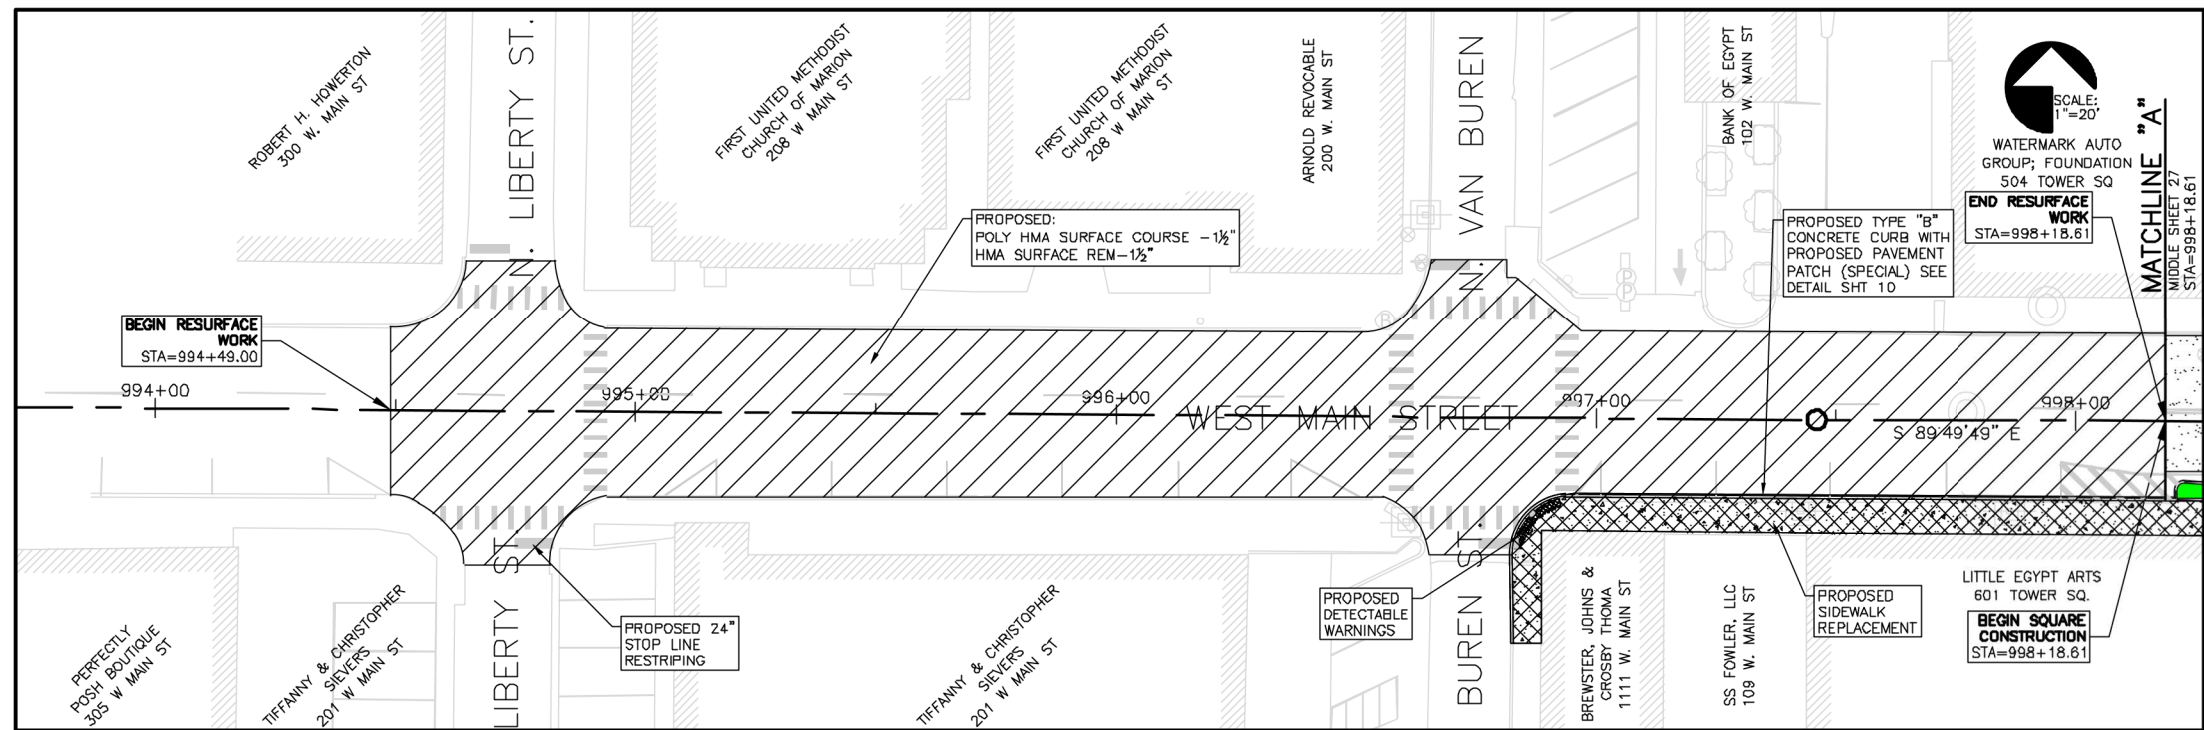 ROBERT H. HOWERTON
300 W. MAIN ST
N. LIBERTY ST.
FIRST UNITED METHODIST
CHURCH OF MARION
208 W MAIN ST
FIRST UNITED METHODIST
CHURCH OF MARION
208 W MAIN ST
ARNOLD REVOCABLE
200 W. MAIN ST
N. VAN BUREN
BANK OF EGYPT
102 W. MAIN ST
SCALE:
1"=20'
WATERMARK AUTO
GROUP; FOUNDATION
504 TOWER SQ
END RESURFACE
WORK
STA=998+18.61
MATCHLINE "A"
MIDDLE SHEET 27
STA=998+18.61
PROPOSED:
POLY HMA SURFACE COURSE -1½"
HMA SURFACE REM-1½"
PROPOSED TYPE "B"
CONCRETE CURB WITH
PROPOSED PAVEMENT
PATCH (SPECIAL) SEE
DETAIL SHT 10
BEGIN RESURFACE
WORK
STA=994+49.00
B
B
B
994+00
995+00
996+00
997+00
998+00
WEST MAIN STREET
S 89°49'49" E
PERFECTLY
POSH BOUTIQUE
305 W MAIN ST
TIFFANNY & CHRISTOPHER
SIEVERS
201 W MAIN ST
LIBERTY ST
PROPOSED 24"
STOP LINE
RESTRIPING
TIFFANNY & CHRISTOPHER
SIEVERS
201 W MAIN ST
PROPOSED
DETECTABLE
WARNINGS
BUREN ST.
BREWSTER, JOHNS &
CROSBY THOMA
1111 W. MAIN ST
SS FOWLER, LLC
109 W. MAIN ST
PROPOSED
SIDEWALK
REPLACEMENT
LITTLE EGYPT ARTS
601 TOWER SQ.
BEGIN SQUARE
CONSTRUCTION
STA=998+18.61